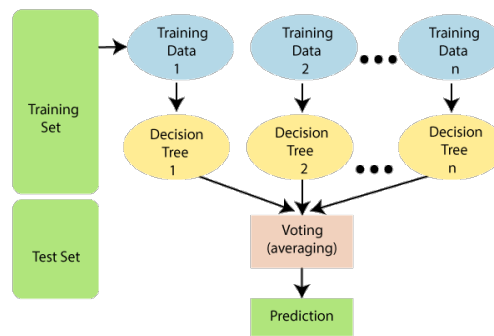 Training
Set
Test Set
Training
Data
1
Training
Data
2
Training
Data
n
Decision
Tree
1
Decision
Tree
2
Decision
Tree
n
Voting
(averaging)
Prediction